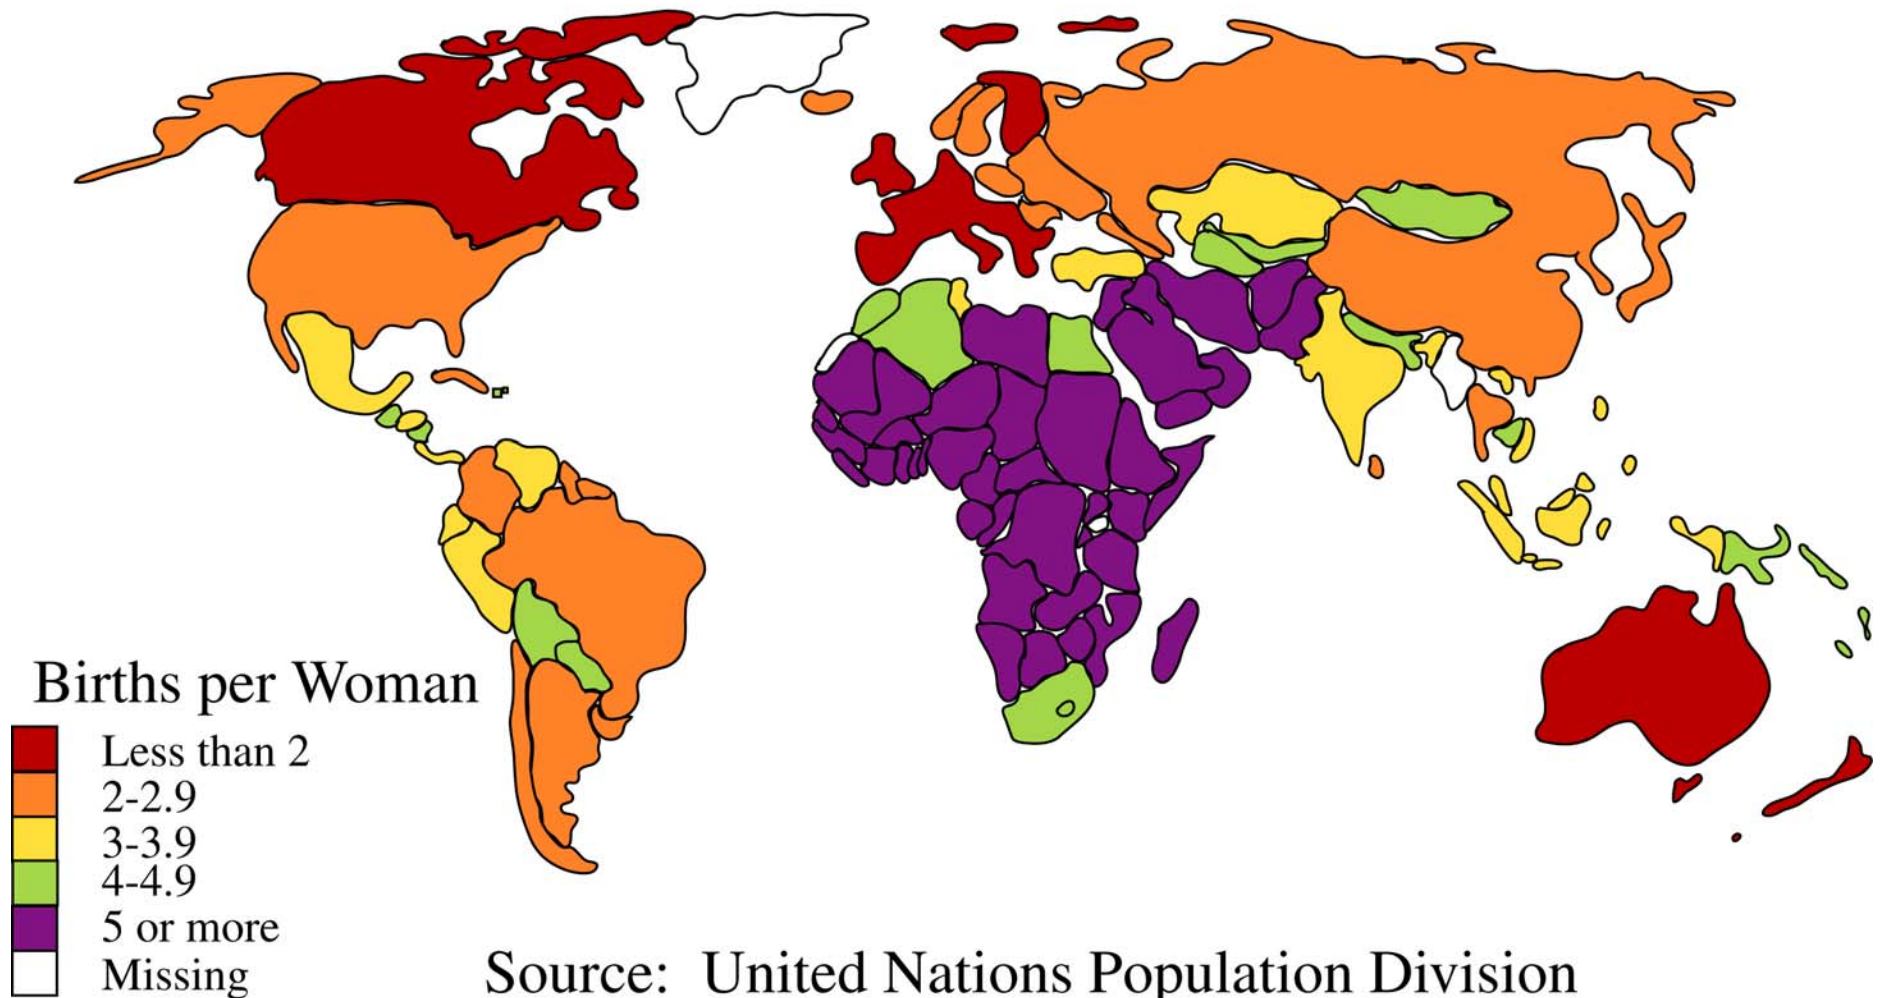 Births per Woman
Less than 2
2-2.9
3-3.9
4-4.9
5 or more
Missing
Source: United Nations Population Division